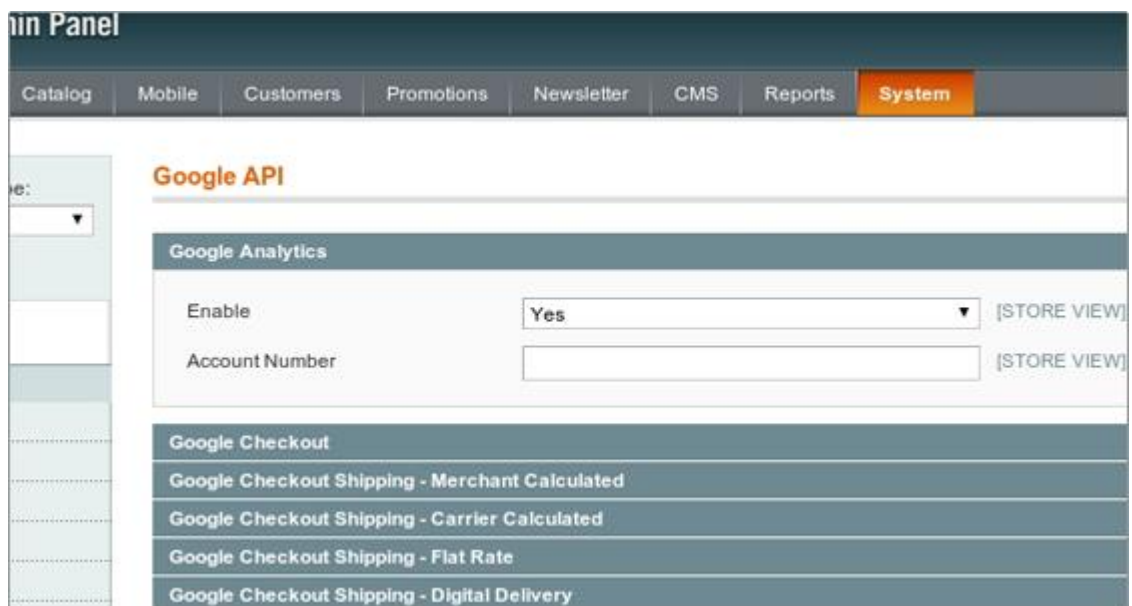 min Panel
Catalog Mobile Customers Promotions Newsletter CMS Reports System
Google API
Google Analytics
Enable Yes [STORE VIEW]
Account Number [STORE VIEW]
Google Checkout
Google Checkout Shipping - Merchant Calculated
Google Checkout Shipping - Carrier Calculated
Google Checkout Shipping - Flat Rate
Google Checkout Shipping - Digital Delivery